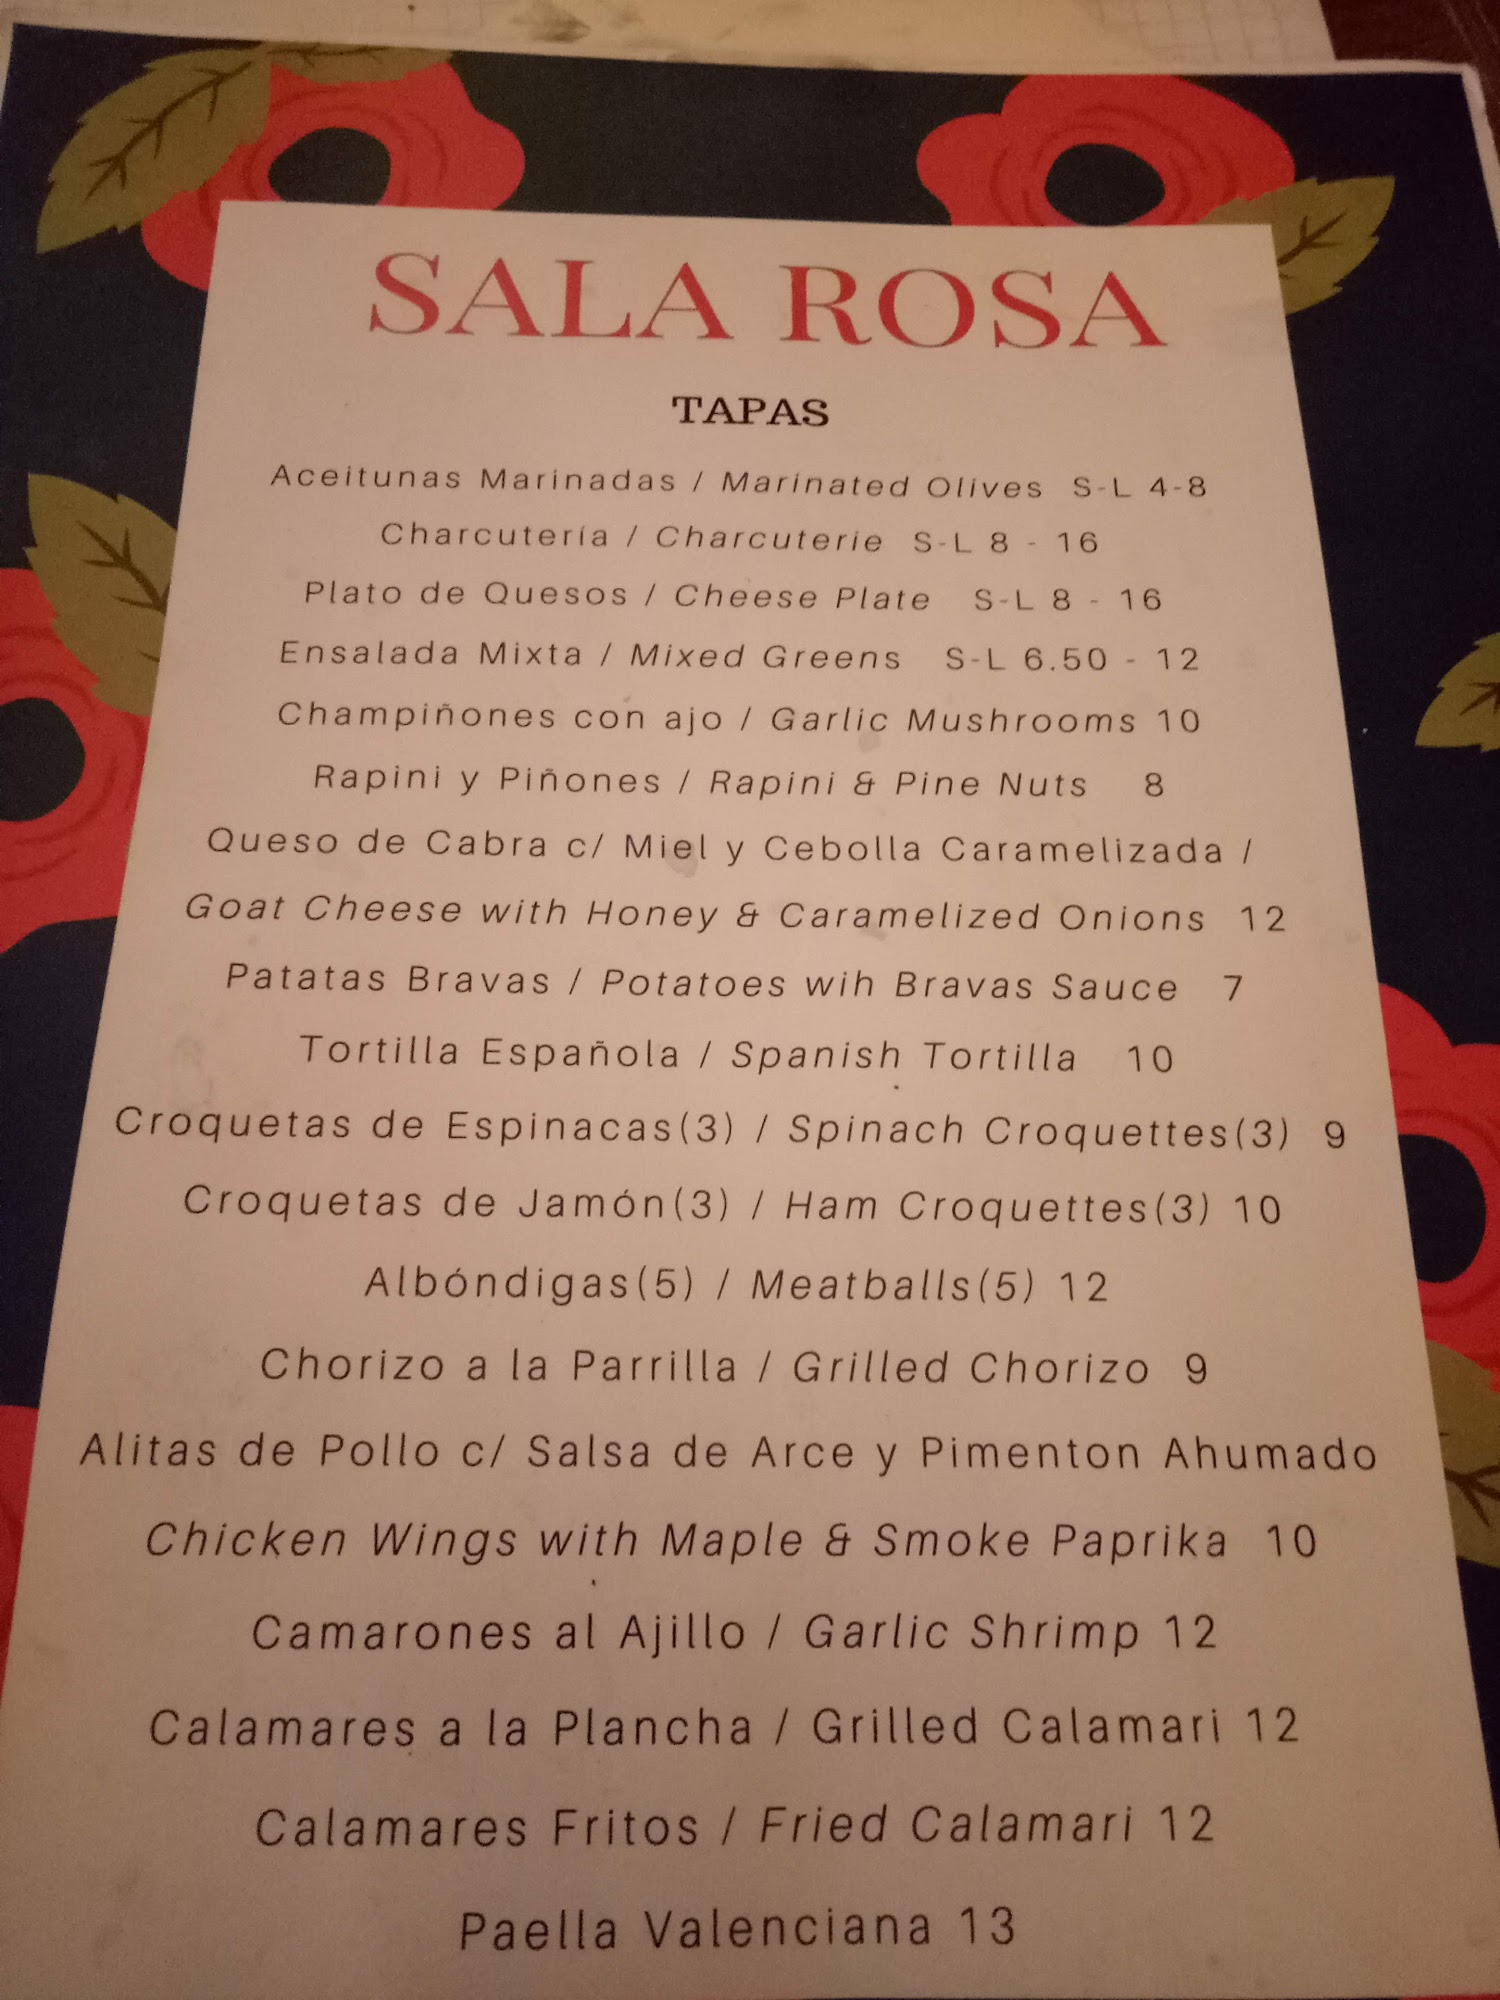 SALA ROSA
TAPAS
Aceitunas Marinadas / Marinated Olives S-L 4-8
Charcutería / Charcuterie S-L 8 - 16
Plato de Quesos / Cheese Plate S-L 8 - 16
Ensalada Mixta / Mixed Greens S-L 6.50 - 12
Champiñones con ajo / Garlic Mushrooms 10
Rapini y Piñones / Rapini & Pine Nuts 8
Queso de Cabra c/ Miel y Cebolla Caramelizada /
Goat Cheese with Honey & Caramelized Onions 12
Patatas Bravas / Potatoes wih Bravas Sauce 7
Tortilla Española / Spanish Tortilla 10
Croquetas de Espinacas(3) / Spinach Croquettes(3) 9
Croquetas de Jamón(3) / Ham Croquettes(3) 10
Albóndigas(5) / Meatballs(5) 12
Chorizo a la Parrilla / Grilled Chorizo 9
Alitas de Pollo c/ Salsa de Arce y Pimenton Ahumado
Chicken Wings with Maple & Smoke Paprika 10
Camarones al Ajillo / Garlic Shrimp 12
Calamares a la Plancha / Grilled Calamari 12
Calamares Fritos / Fried Calamari 12
Paella Valenciana 13